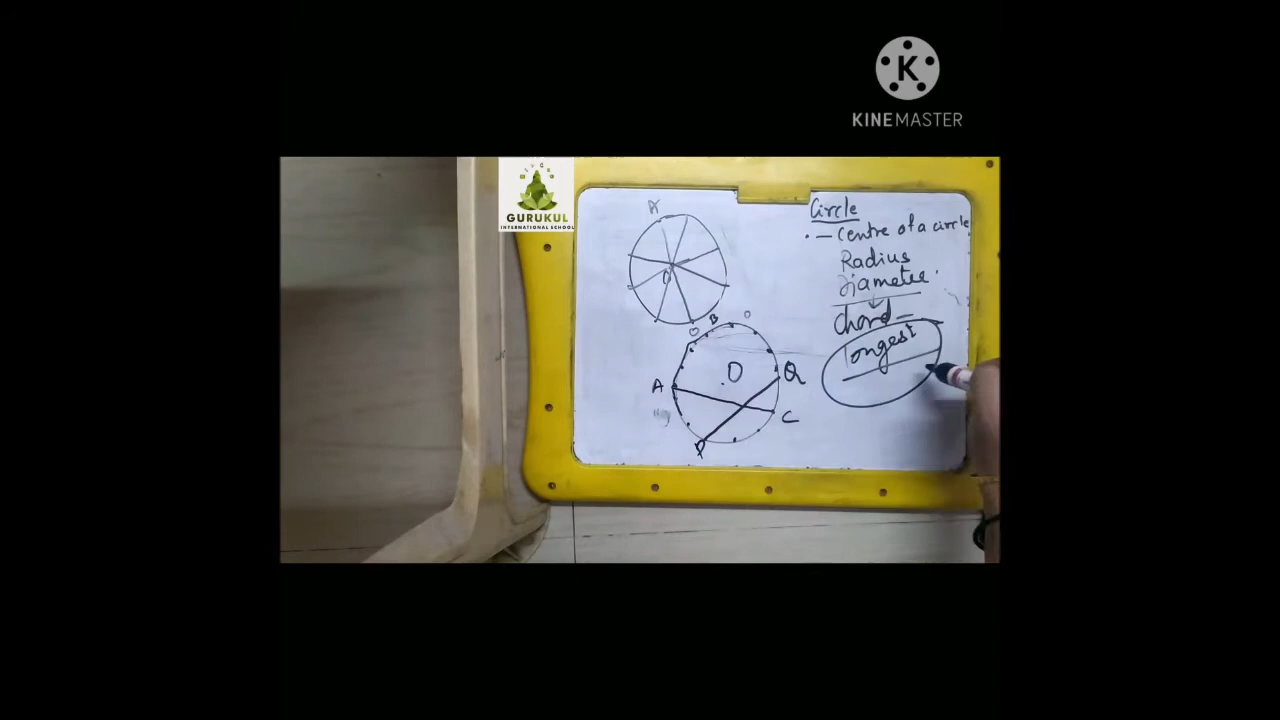 KINEMASTER
GURUKUL
INTERNATIONAL SCHOOL
Circle
. — Centre of a circle
Radius
Diameter
Chord —
longest
A
O
B
O
O
O
A
Q
C
P